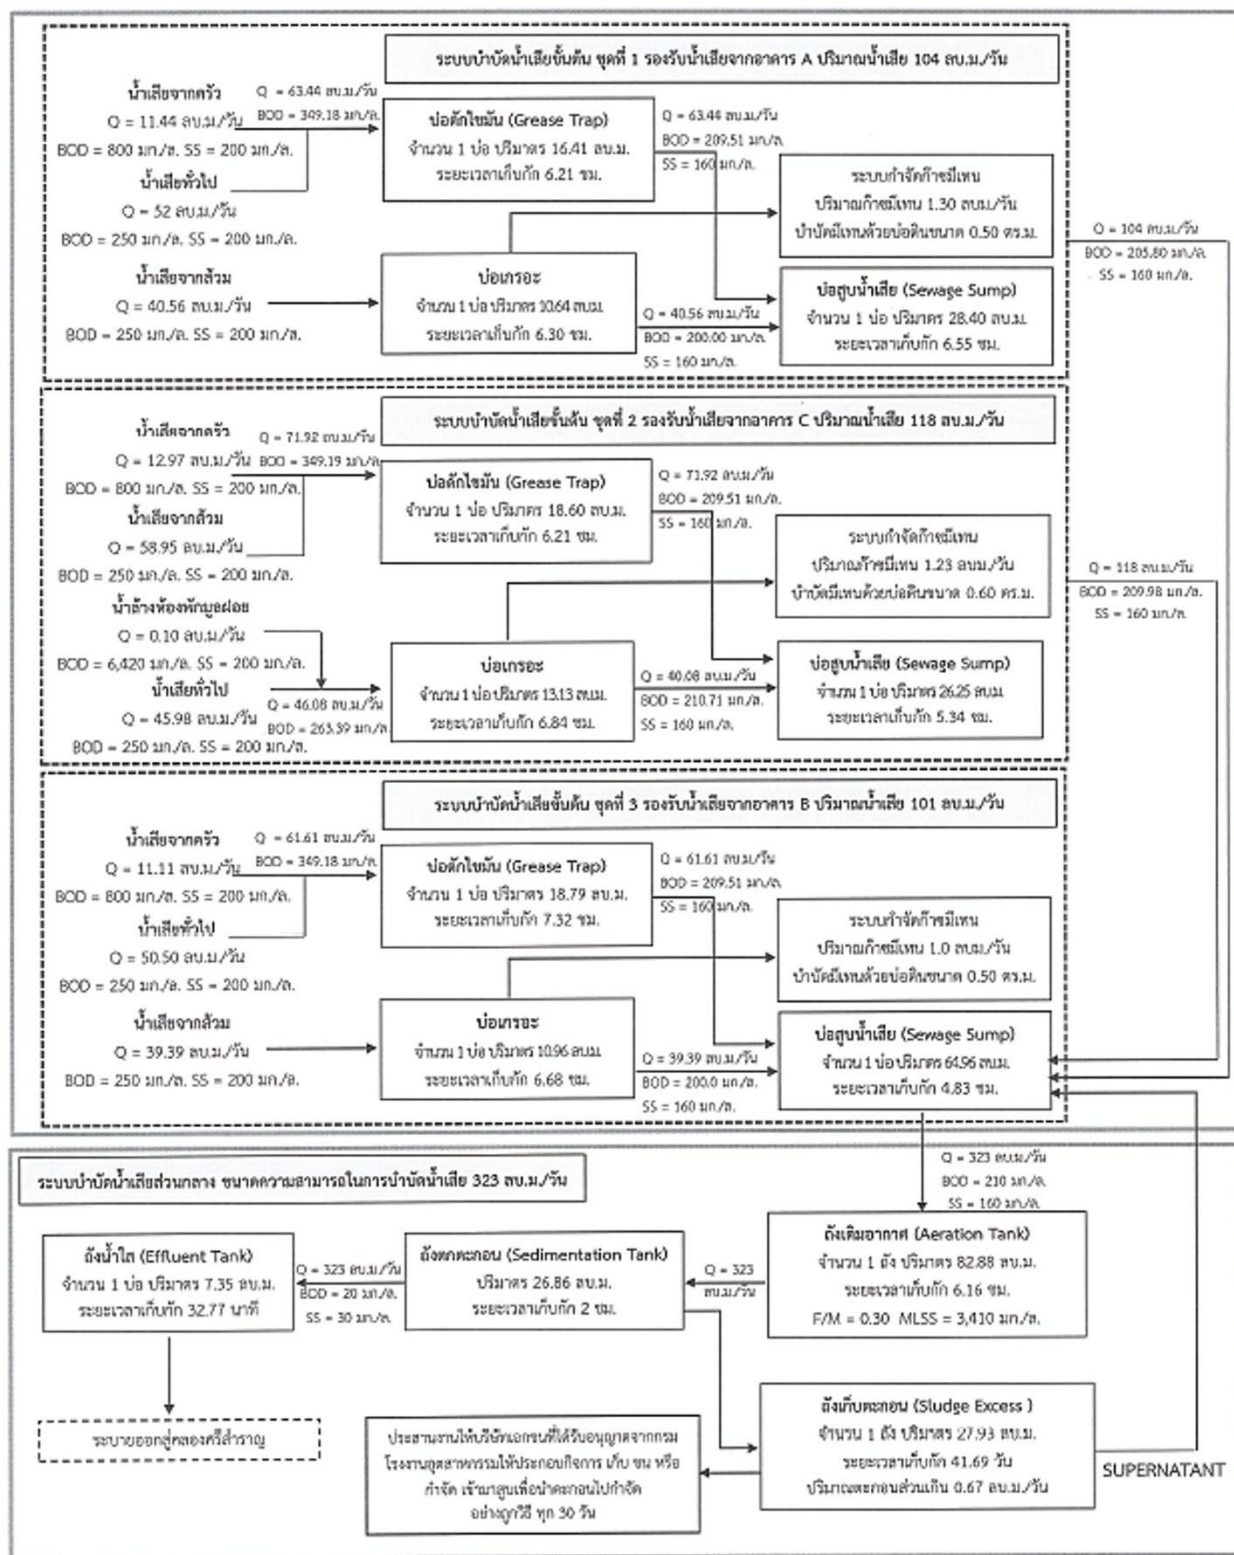 ระบบบำบัดน้ำเสียขั้นต้น ชุดที่ 1 รองรับน้ำเสียจากอาคาร A ปริมาณน้ำเสีย 104 ลบ.ม./วัน
น้ำเสียจากครัว
Q = 11.44 ลบ.ม./วัน
BOD = 800 มก./ล. SS = 200 มก./ล.
น้ำเสียทั่วไป
Q = 52 ลบ.ม./วัน
BOD = 250 มก./ล. SS = 200 มก./ล.
Q = 63.44 ลบ.ม./วัน
BOD = 349.18 มก./ล.
บ่อดักไขมัน (Grease Trap)
จำนวน 1 บ่อ ปริมาตร 16.41 ลบ.ม.
ระยะเวลาเก็บกัก 6.21 ชม.
Q = 63.44 ลบ.ม./วัน
BOD = 209.51 มก./ล.
SS = 160 มก./ล.
ระบบกำจัดก๊าซมีเทน
ปริมาณก๊าซมีเทน 1.30 ลบม./วัน
บำบัดมีเทนด้วยบ่อดินขนาด 0.50 ตร.ม.
น้ำเสียจากส้วม
Q = 40.56 ลบ.ม./วัน
BOD = 250 มก./ล. SS = 200 มก./ล.
บ่อเกรอะ
จำนวน 1 บ่อ ปริมาตร 10.64 ลบ.ม.
ระยะเวลาเก็บกัก 6.30 ชม.
Q = 40.56 ลบ.ม./วัน
BOD = 200.00 มก./ล.
SS = 160 มก./ล.
บ่อสูบน้ำเสีย (Sewage Sump)
จำนวน 1 บ่อ ปริมาตร 28.40 ลบ.ม.
ระยะเวลาเก็บกัก 6.55 ชม.
Q = 104 ลบ.ม./วัน
BOD = 205.80 มก./ล.
SS = 160 มก./ล.
ระบบบำบัดน้ำเสียขั้นต้น ชุดที่ 2 รองรับน้ำเสียจากอาคาร C ปริมาณน้ำเสีย 118 ลบ.ม./วัน
น้ำเสียจากครัว
Q = 12.97 ลบ.ม./วัน
BOD = 800 มก./ล. SS = 200 มก./ล.
น้ำเสียจากส้วม
Q = 58.95 ลบ.ม./วัน
BOD = 250 มก./ล. SS = 200 มก./ล.
Q = 71.92 ลบ.ม./วัน
BOD = 349.19 มก./ล.
บ่อดักไขมัน (Grease Trap)
จำนวน 1 บ่อ ปริมาตร 18.60 ลบ.ม.
ระยะเวลาเก็บกัก 6.21 ชม.
Q = 71.92 ลบ.ม./วัน
BOD = 209.51 มก./ล.
SS = 160 มก./ล.
ระบบกำจัดก๊าซมีเทน
ปริมาณก๊าซมีเทน 1.23 ลบม./วัน
บำบัดมีเทนด้วยบ่อดินขนาด 0.60 ตร.ม.
น้ำล้างห้องพักมูลฝอย
Q = 0.10 ลบ.ม./วัน
BOD = 6,420 มก./ล. SS = 200 มก./ล.
น้ำเสียทั่วไป
Q = 45.98 ลบ.ม./วัน
BOD = 250 มก./ล. SS = 200 มก./ล.
Q = 46.08 ลบ.ม./วัน
BOD = 263.39 มก./ล.
บ่อเกรอะ
จำนวน 1 บ่อ ปริมาตร 13.13 ลบ.ม.
ระยะเวลาเก็บกัก 6.84 ชม.
Q = 40.08 ลบ.ม./วัน
BOD = 210.71 มก./ล.
SS = 160 มก./ล.
บ่อสูบน้ำเสีย (Sewage Sump)
จำนวน 1 บ่อ ปริมาตร 26.25 ลบ.ม.
ระยะเวลาเก็บกัก 5.34 ชม.
Q = 118 ลบ.ม./วัน
BOD = 209.98 มก./ล.
SS = 160 มก./ล.
ระบบบำบัดน้ำเสียขั้นต้น ชุดที่ 3 รองรับน้ำเสียจากอาคาร B ปริมาณน้ำเสีย 101 ลบ.ม./วัน
น้ำเสียจากครัว
Q = 11.11 ลบ.ม./วัน
BOD = 800 มก./ล. SS = 200 มก./ล.
น้ำเสียทั่วไป
Q = 50.50 ลบ.ม./วัน
BOD = 250 มก./ล. SS = 200 มก./ล.
Q = 61.61 ลบ.ม./วัน
BOD = 349.18 มก./ล.
บ่อดักไขมัน (Grease Trap)
จำนวน 1 บ่อ ปริมาตร 18.79 ลบ.ม.
ระยะเวลาเก็บกัก 7.32 ชม.
Q = 61.61 ลบ.ม./วัน
BOD = 209.51 มก./ล.
SS = 160 มก./ล.
ระบบกำจัดก๊าซมีเทน
ปริมาณก๊าซมีเทน 1.0 ลบม./วัน
บำบัดมีเทนด้วยบ่อดินขนาด 0.50 ตร.ม.
น้ำเสียจากส้วม
Q = 39.39 ลบ.ม./วัน
BOD = 250 มก./ล. SS = 200 มก./ล.
บ่อเกรอะ
จำนวน 1 บ่อ ปริมาตร 10.96 ลบ.ม.
ระยะเวลาเก็บกัก 6.68 ชม.
Q = 39.39 ลบ.ม./วัน
BOD = 200.0 มก./ล.
SS = 160 มก./ล.
บ่อสูบน้ำเสีย (Sewage Sump)
จำนวน 1 บ่อ ปริมาตร 64.96 ลบ.ม.
ระยะเวลาเก็บกัก 4.83 ชม.
ระบบบำบัดน้ำเสียส่วนกลาง ขนาดความสามารถในการบำบัดน้ำเสีย 323 ลบ.ม./วัน
Q = 323 ลบ.ม./วัน
BOD = 210 มก./ล.
SS = 160 มก./ล.
ถังน้ำใส (Effluent Tank)
จำนวน 1 บ่อ ปริมาตร 7.35 ลบ.ม.
ระยะเวลาเก็บกัก 32.77 นาที
Q = 323 ลบ.ม./วัน
BOD = 20 มก./ล.
SS = 30 มก./ล.
ถังตกตะกอน (Sedimentation Tank)
ปริมาตร 26.86 ลบ.ม.
ระยะเวลาเก็บกัก 2 ชม.
Q = 323
ลบ.ม./วัน
ถังเติมอากาศ (Aeration Tank)
จำนวน 1 ถัง ปริมาตร 82.88 ลบ.ม.
ระยะเวลาเก็บกัก 6.16 ชม.
F/M = 0.30 MLSS = 3,410 มก./ล.
ระบายออกสู่คลองศรีสำราญ
ประสานงานให้บริษัทเอกชนที่ได้รับอนุญาตจากกรม
โรงงานอุตสาหกรรมให้ประกอบกิจการ เก็บ ขน หรือ
กำจัด เข้ามาสูบเพื่อนำตะกอนไปกำจัด
อย่างถูกวิธี ทุก 30 วัน
ถังเก็บตะกอน (Sludge Excess )
จำนวน 1 ถัง ปริมาตร 27.93 ลบ.ม.
ระยะเวลาเก็บกัก 41.69 วัน
ปริมาณตะกอนส่วนเกิน 0.67 ลบ.ม./วัน
SUPERNATANT